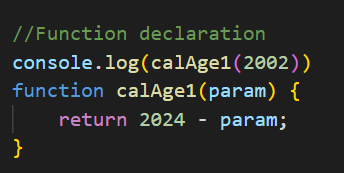 //Function declaration
console.log(calAge1(2002))
function calAge1(param) {
    return 2024 - param;
}